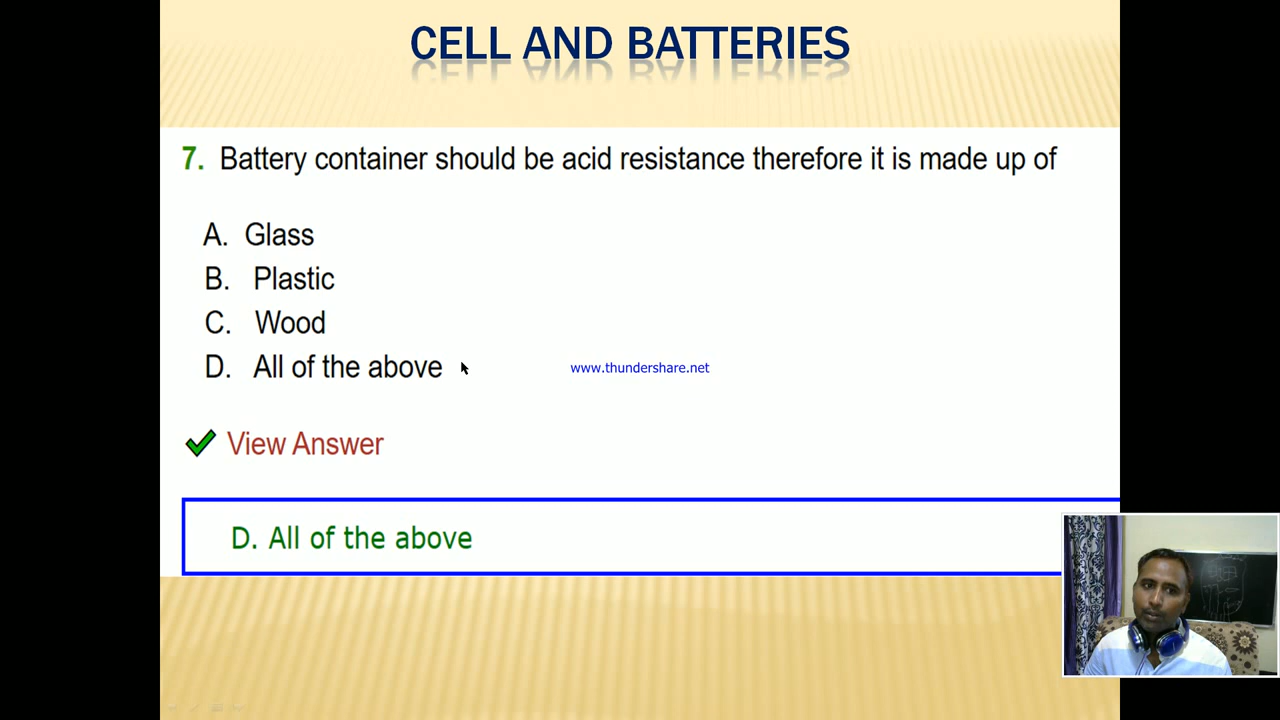 CELL AND BATTERIES
7. Battery container should be acid resistance therefore it is made up of
A. Glass
B. Plastic
C. Wood
D. All of the above
www.thundershare.net
View Answer
D. All of the above